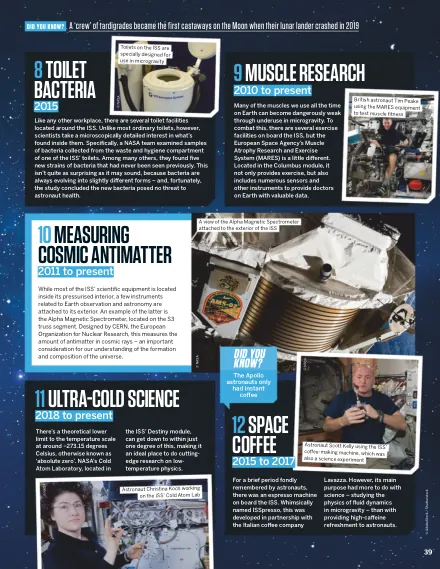 DID YOU KNOW? A 'crew' of tardigrades became the first castaways on the Moon when their lunar lander crashed in 2019
Toilets on the ISS are
specially designed for
use in microgravity
8 TOILET
BACTERIA
2015
Like any other workplace, there are several toilet facilities
located around the ISS. Unlike most ordinary toilets, however,
scientists take a microscopically detailed interest in what's
found inside them. Specifically, a NASA team examined samples
of bacteria collected from the waste and hygiene compartment
of one of the ISS' toilets. Among many others, they found five
new strains of bacteria that had never been seen previously. This
isn't quite as surprising as it may sound, because bacteria are
always evolving into slightly different forms – and, fortunately,
the study concluded the new bacteria posed no threat to
astronaut health.
9 MUSCLE RESEARCH
2010 to present
Many of the muscles we use all the time
on Earth can become dangerously weak
through underuse in microgravity. To
combat this, there are several exercise
facilities on board the ISS, but the
European Space Agency's Muscle
Atrophy Research and Exercise
System (MARES) is a little different.
Located in the Columbus module, it
not only provides exercise, but also
includes numerous sensors and
other instruments to provide doctors
on Earth with valuable data.
British astronaut Tim Peake
using the MARES equipment
to test muscle fitness
10 MEASURING
COSMIC ANTIMATTER
2011 to present
While most of the ISS' scientific equipment is located
inside its pressurised interior, a few instruments
related to Earth observation and astronomy are
attached to its exterior. An example of the latter is
the Alpha Magnetic Spectrometer, located on the S3
truss segment. Designed by CERN, the European
Organization for Nuclear Research, this measures the
amount of antimatter in cosmic rays – an important
consideration for our understanding of the formation
and composition of the universe.
A view of the Alpha Magnetic Spectrometer
attached to the exterior of the ISS
DID YOU
KNOW?
The Apollo
astronauts only
had instant
coffee
11 ULTRA-COLD SCIENCE
2018 to present
There's a theoretical lower
limit to the temperature scale
at around –273.15 degrees
Celsius, otherwise known as
'absolute zero'. NASA's Cold
Atom Laboratory, located in
the ISS' Destiny module,
can get down to within just
one degree of this, making it
an ideal place to do cutting-
edge research on low-
temperature physics.
Astronaut Christina Koch working
on the ISS' Cold Atom Lab
12 SPACE
COFFEE
2015 to 2017
Astronaut Scott Kelly using the ISS
coffee-making machine, which was
also a science experiment
For a brief period fondly
remembered by astronauts,
there was an espresso machine
on board the ISS. Whimsically
named ISSpresso, this was
developed in partnership with
the Italian coffee company
Lavazza. However, its main
purpose had more to do with
science – studying the
physics of fluid dynamics
in microgravity – than with
providing high-caffeine
refreshment to astronauts.
39